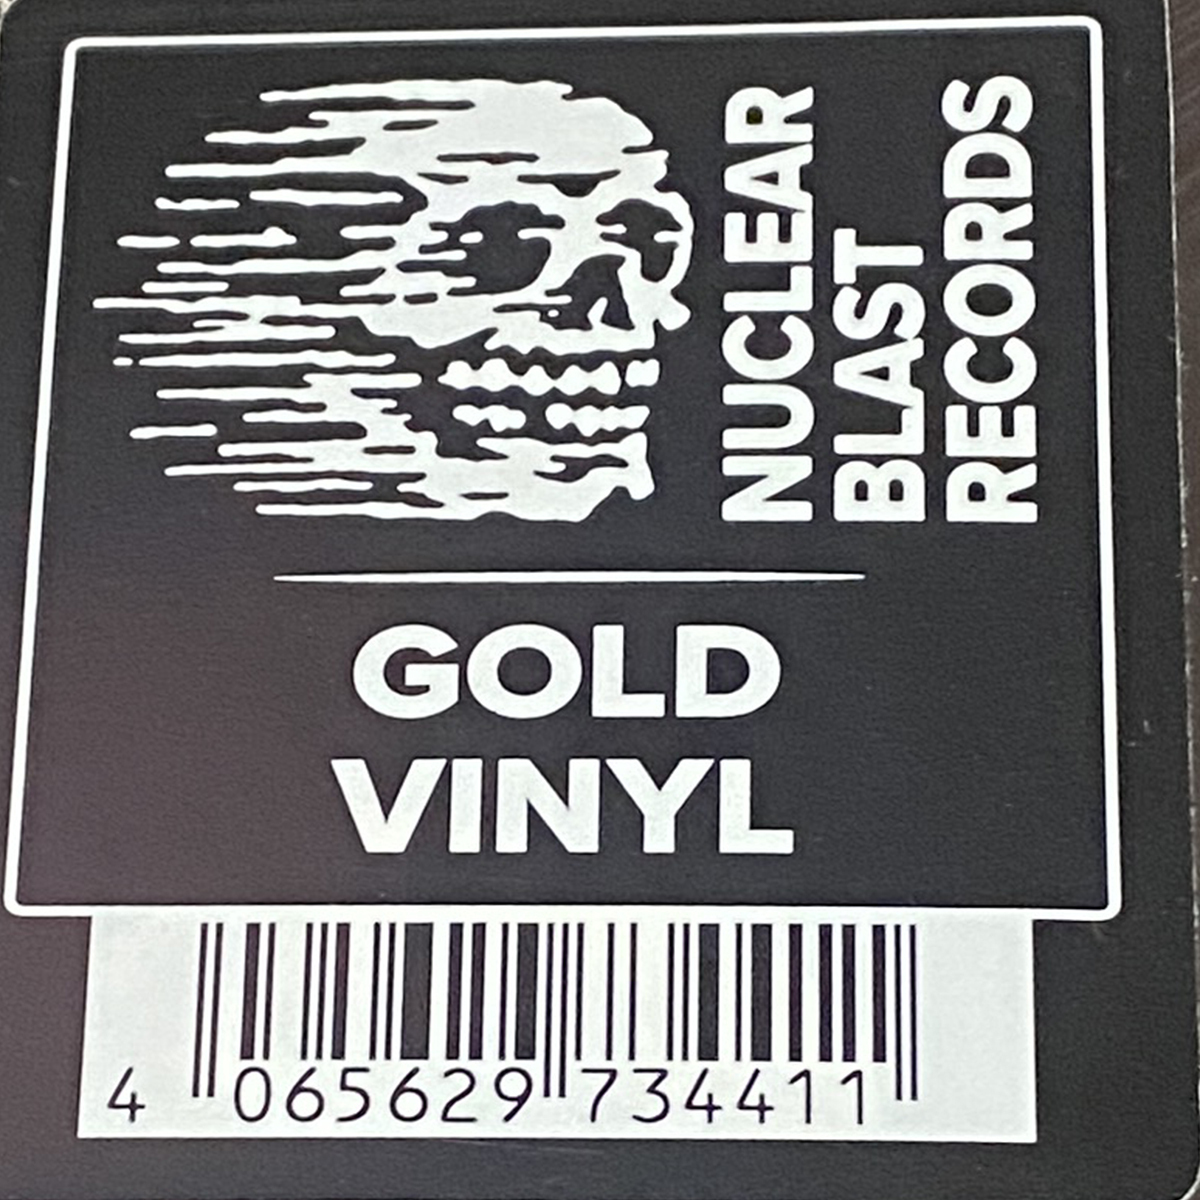 NUCLEAR
BLAST
RECORDS
GOLD
VINYL
4 065629 734411